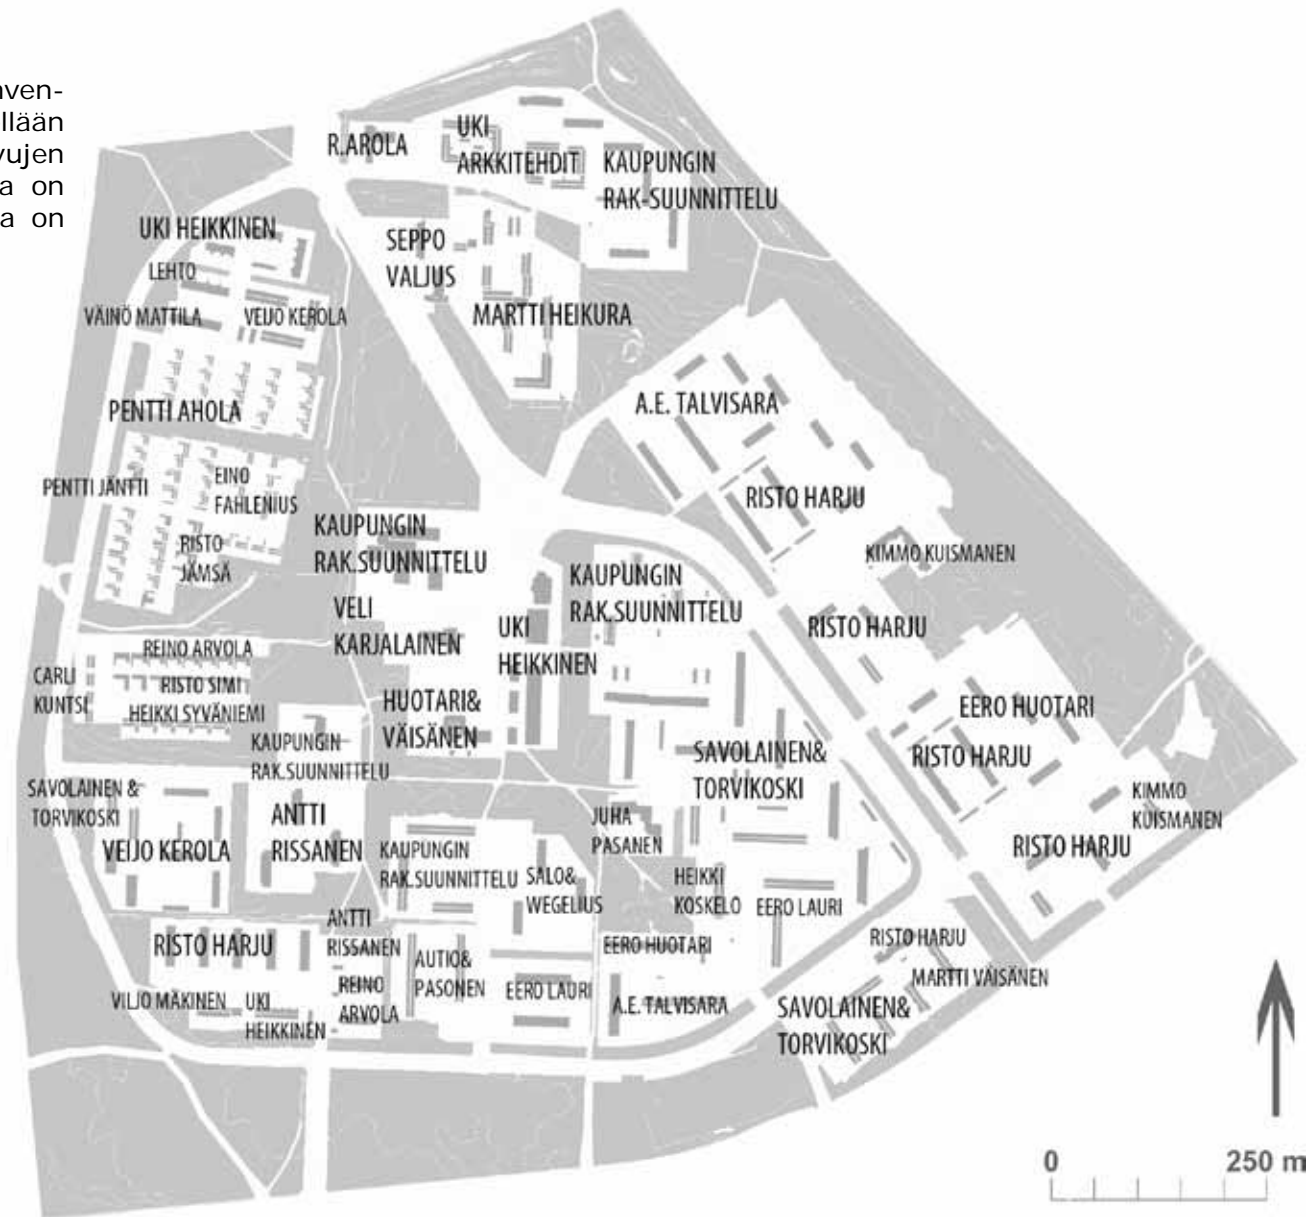 nven-
llään
vujen
a on
a on
R.AROLA
UKI
ARKKITEHDIT
KAUPUNGIN
RAK-SUUNNITTELU
UKI HEIKKINEN
LEHTO
SEPPO
VALJUS
VÄINÖ MATTILA
VEIJO KEROLA
MARTTI HEIKURA
PENTTI AHOLA
A.E. TALVISARA
PENTTI JÄNTTI
EINO
FAHLENIUS
RISTO HARJU
KAUPUNGIN
RAK.SUUNNITTELU
RISTO
JÄMSÄ
KIMMO KUISMANEN
KAUPUNGIN
RAK.SUUNNITTELU
VELI
KARJALAINEN
UKI
HEIKKINEN
RISTO HARJU
REINO ARVOLA
CARLI
KUNTSI
RISTO SIMI
HEIKKI SYVÄNIEMI
HUOTARI&
VÄISÄNEN
EERO HUOTARI
KAUPUNGIN
RAK.SUUNNITTELU
RISTO HARJU
SAVOLAINEN&
TORVIKOSKI
SAVOLAINEN &
TORVIKOSKI
KIMMO
KUISMANEN
ANTTI
RISSANEN
JUHA
PASANEN
VEIJO KEROLA
KAUPUNGIN
RAK.SUUNNITTELU
RISTO HARJU
SALO&
WEGELIUS
HEIKKI
KOSKELO
EERO LAURI
ANTTI
RISSANEN
RISTO HARJU
EERO HUOTARI
RISTO HARJU
AUTIO&
PASONEN
MARTTI VÄISÄNEN
REINO
ARVOLA
EERO LAURI
VILJO MÄKINEN
UKI
HEIKKINEN
A.E. TALVISARA
SAVOLAINEN&
TORVIKOSKI
0
250 m